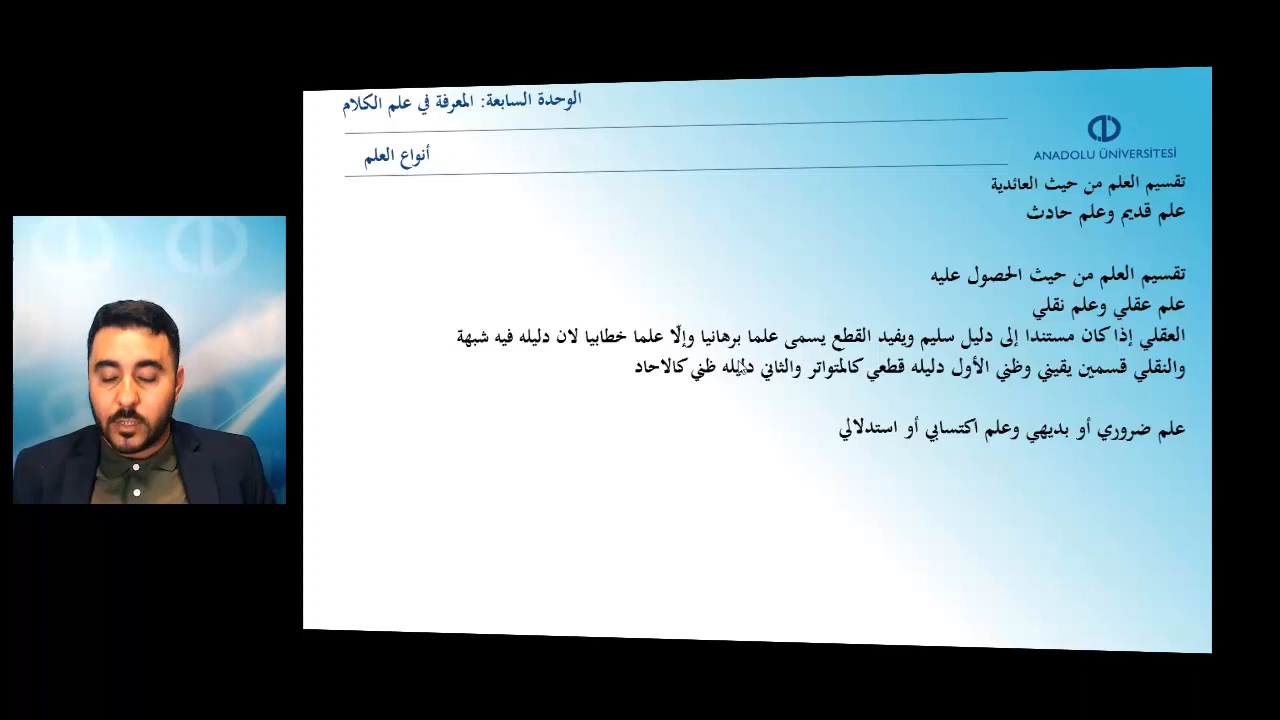 الوحدة السابعة: المعرفة في علم الكلام
أنواع العلم
ANADOLU ÜNİVERSİTESİ
تقسيم العلم من حيث العائدية
علم قديم وعلم حادث
تقسيم العلم من حيث الحصول عليه
علم عقلي وعلم نقلي
العقلي إذا كان مستندا إلى دليل سليم ويفيد القطع يسمى علما برهانيا وإلّا علما خطابيا لان دليله فيه شبهة
والنقلي قسمين يقيني وظني الأول دليله قطعي كالمتواتر والثاني دليله ظني كالاحاد
علم ضروري أو بديهي وعلم اكتسابي أو استدلالي